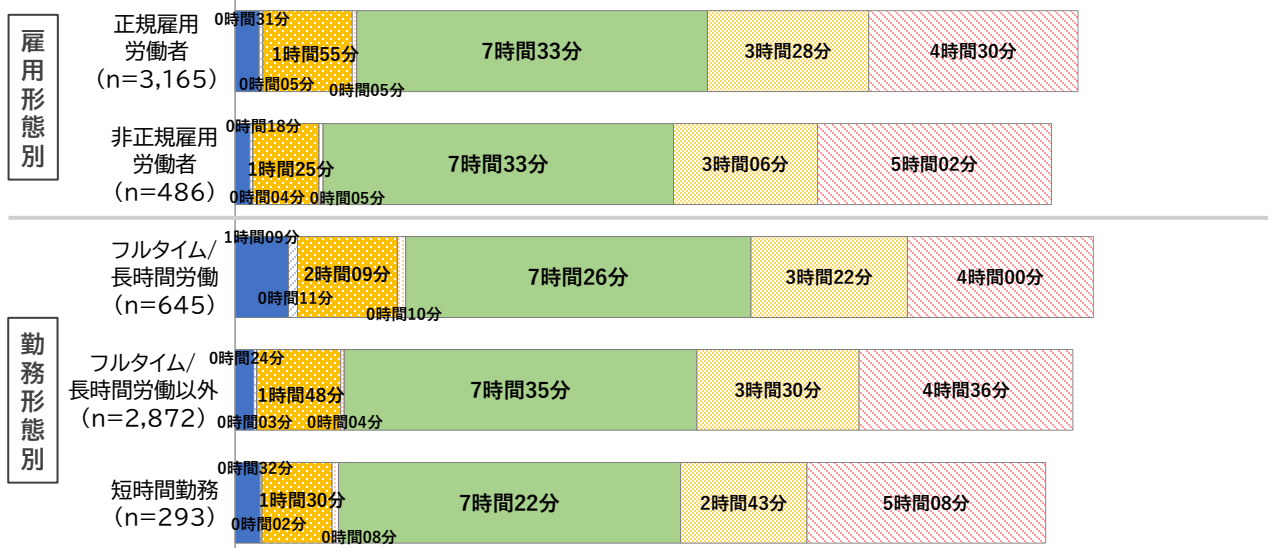 雇用形態別
正規雇用
労働者
(n=3,165)
0時間31分
0時間05分
1時間55分
0時間05分
7時間33分
3時間28分
4時間30分
非正規雇用
労働者
(n=486)
0時間18分
0時間04分
1時間25分
0時間05分
7時間33分
3時間06分
5時間02分
勤務形態別
フルタイム/
長時間労働
(n=645)
1時間09分
0時間11分
2時間09分
0時間10分
7時間26分
3時間22分
4時間00分
フルタイム/
長時間労働以外
(n=2,872)
0時間24分
0時間03分
1時間48分
0時間04分
7時間35分
3時間30分
4時間36分
短時間勤務
(n=293)
0時間32分
0時間02分
1時間30分
0時間08分
7時間22分
2時間43分
5時間08分